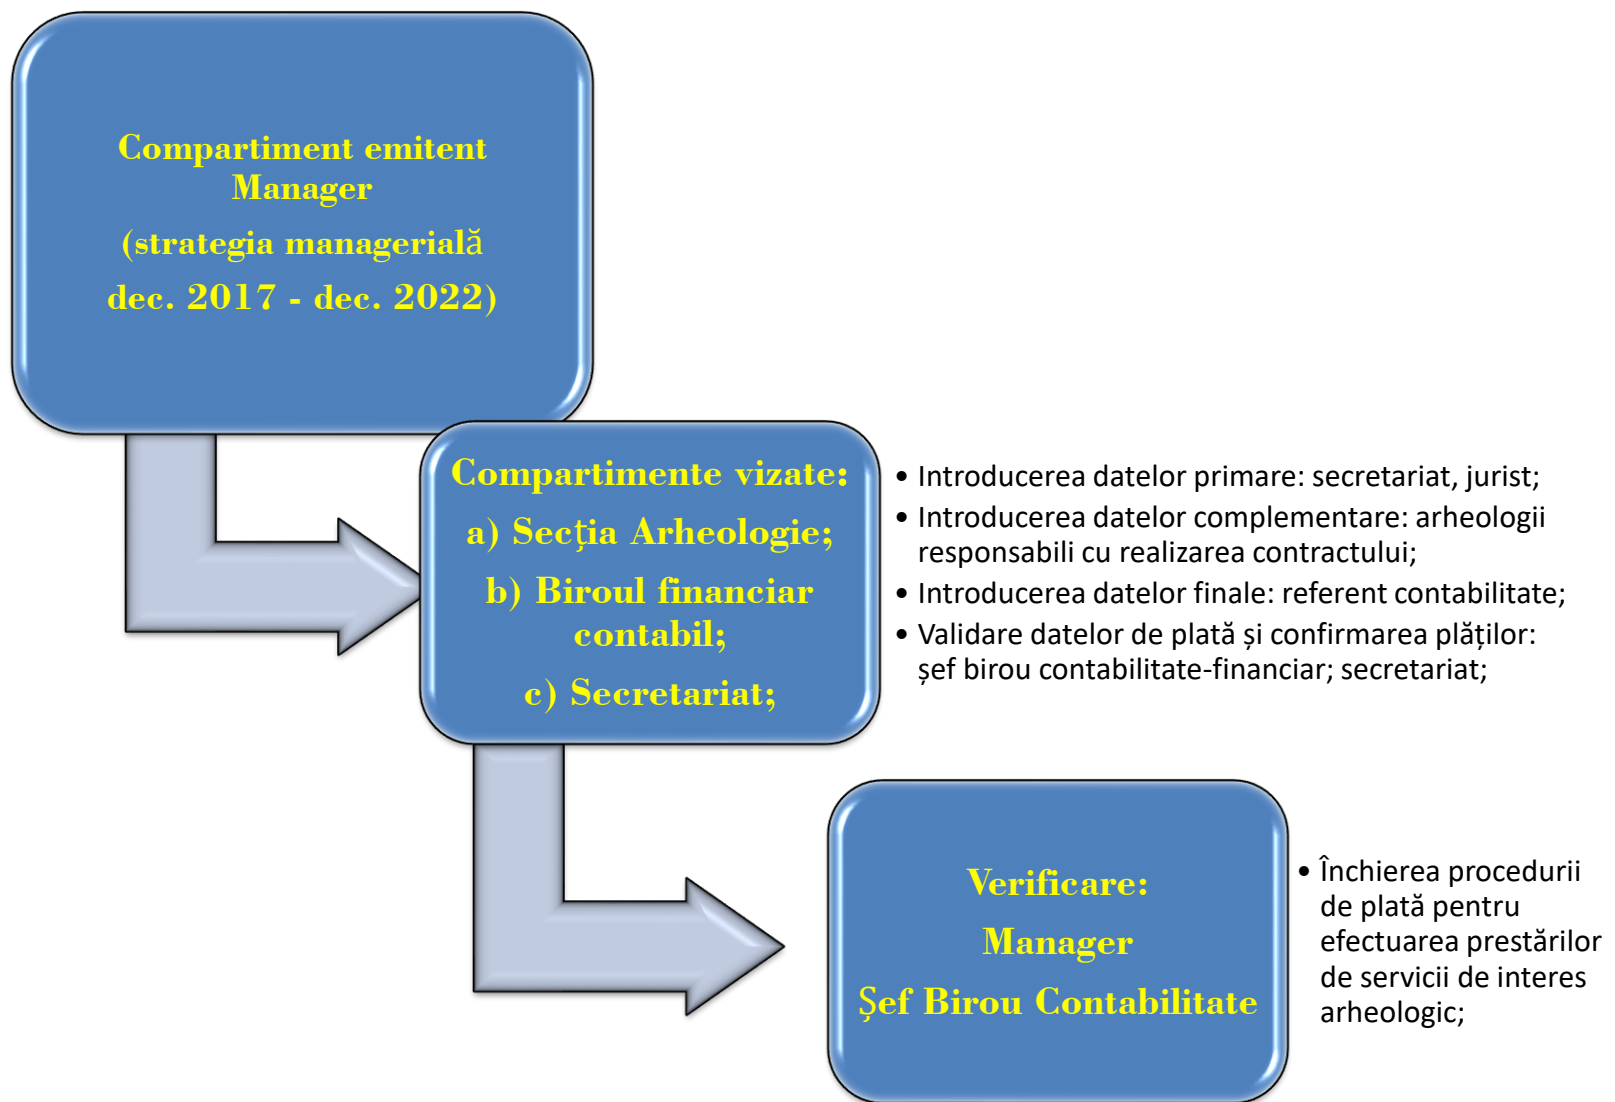 Compartiment emitent
Manager
(strategia managerială
dec. 2017 - dec. 2022)
Compartimente vizate:
a) Secția Arheologie;
b) Biroul financiar
contabil;
c) Secretariat;
• Introducerea datelor primare: secretariat, jurist;
• Introducerea datelor complementare: arheologii
responsabili cu realizarea contractului;
• Introducerea datelor finale: referent contabilitate;
• Validare datelor de plată și confirmarea plăților:
șef birou contabilitate-financiar; secretariat;
Verificare:
Manager
Șef Birou Contabilitate
• Închierea procedurii
de plată pentru
efectuarea prestărilor
de servicii de interes
arheologic;